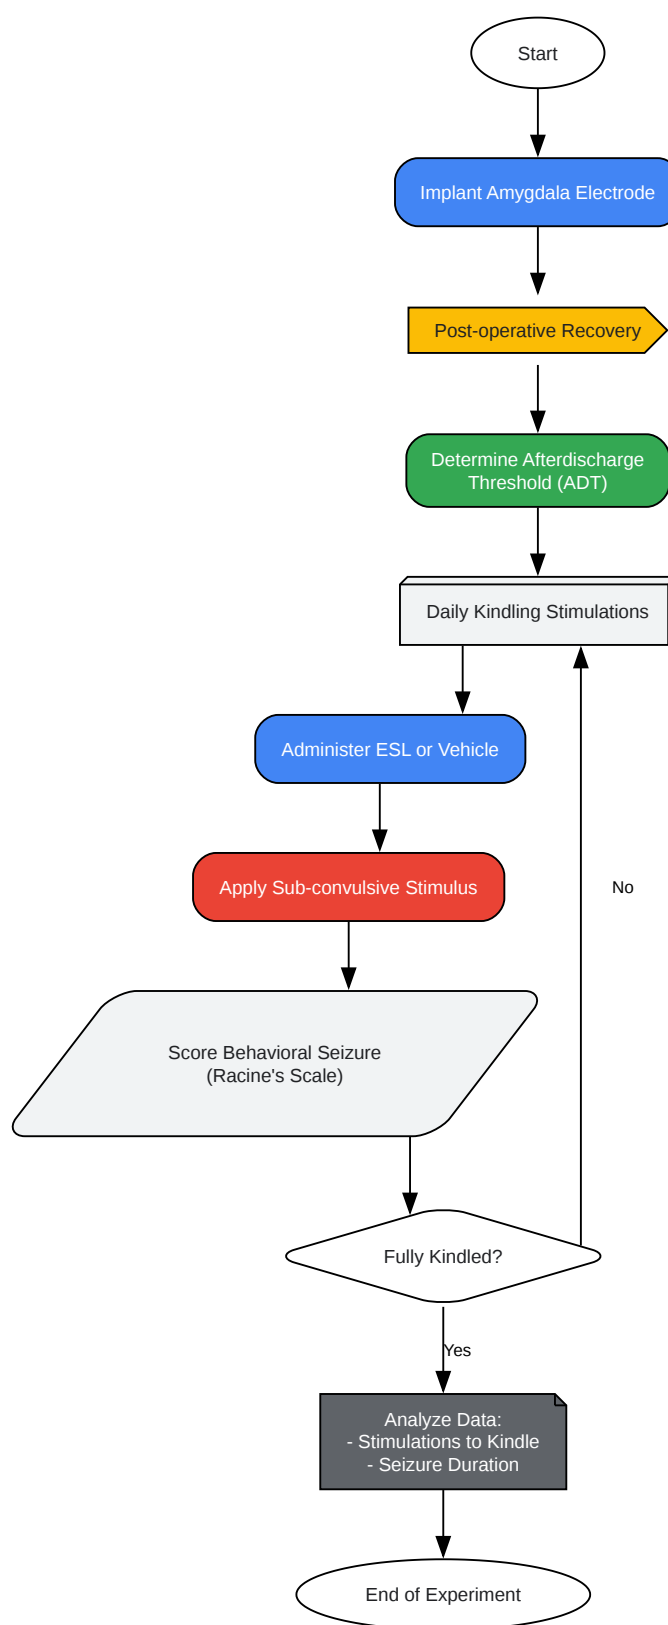 Start
Implant Amygdala Electrode
Post-operative Recovery
Determine Afterdischarge
Threshold (ADT)
Daily Kindling Stimulations
Administer ESL or Vehicle
Apply Sub-convulsive Stimulus
No
Score Behavioral Seizure
(Racine's Scale)
Fully Kindled?
Yes
Analyze Data:
- Stimulations to Kindle
- Seizure Duration
End of Experiment